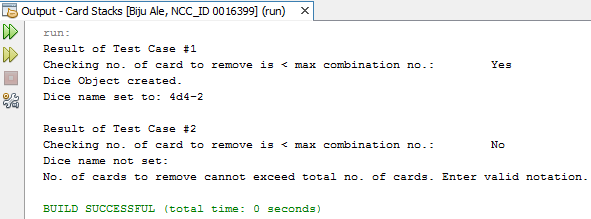 Output - Card Stacks [Biju Ale, NCC_ID 0016399] (run) X
run:
Result of Test Case #1
Checking no. of card to remove is < max combination no.: Yes
Dice Object created.
Dice name set to: 4d4-2
Result of Test Case #2
Checking no. of card to remove is < max combination no.: No
Dice name not set:
No. of cards to remove cannot exceed total no. of cards. Enter valid notation.
BUILD SUCCESSFUL (total time: 0 seconds)